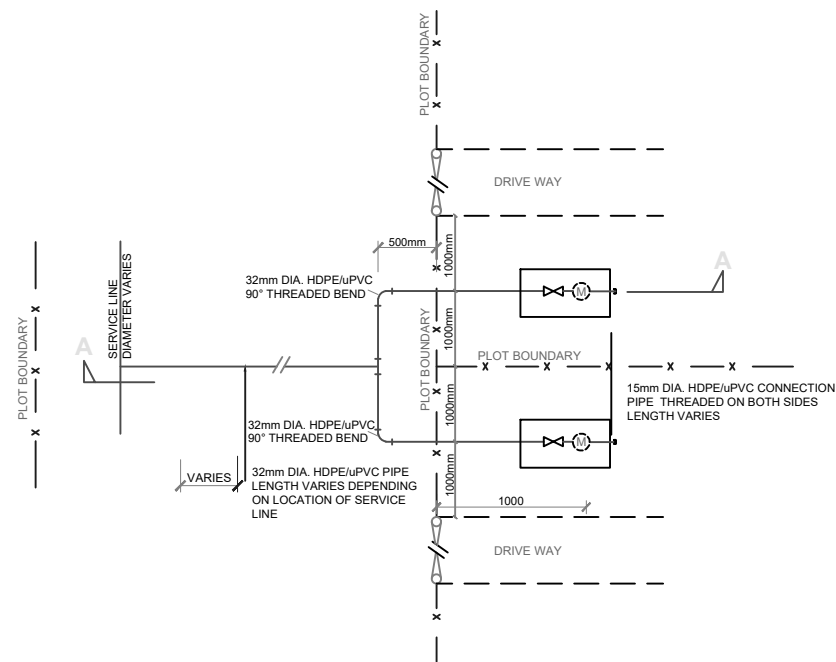 PLOT BOUNDARY
DRIVE WAY
500mm
1000mm
32mm DIA. HDPE/uPVC
90° THREADED BEND
M
A
SERVICE LINE
DIAMETER VARIES
PLOT BOUNDARY
A
1000mm
PLOT BOUNDARY
PLOT BOUNDARY
15mm DIA. HDPE/uPVC CONNECTION
PIPE THREADED ON BOTH SIDES
LENGTH VARIES
1000mm
32mm DIA. HDPE/uPVC
90° THREADED BEND
M
VARIES
32mm DIA. HDPE/uPVC PIPE
LENGTH VARIES DEPENDING
ON LOCATION OF SERVICE
LINE
1000mm
1000
DRIVE WAY